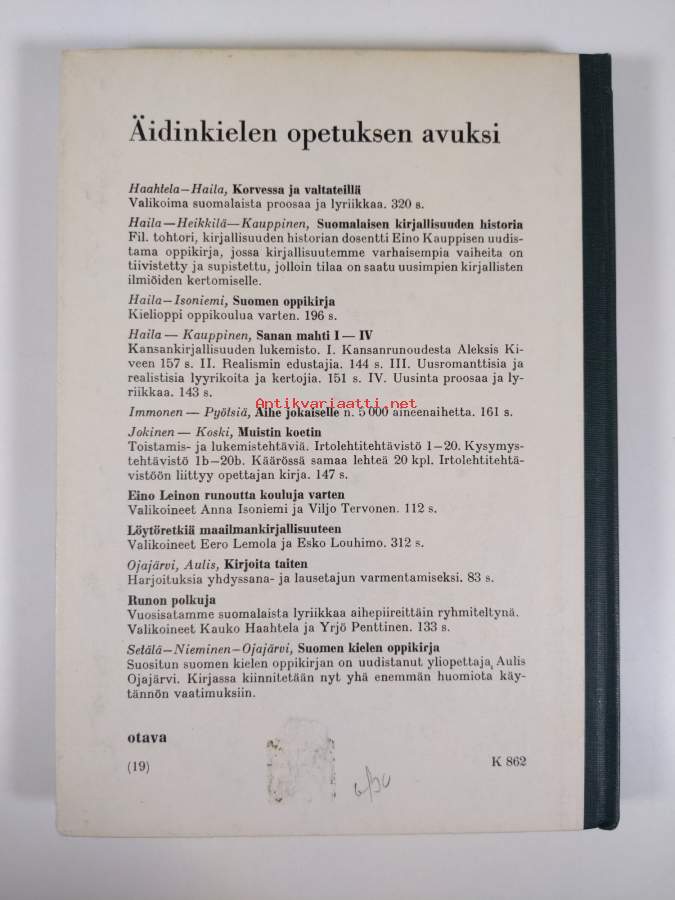 Äidinkielen opetuksen avuksi
Haahtela—Haila, Korvessa ja valtateillä
Valikoima suomalaista proosaa ja lyriikkaa. 320 s.
Haila—Heikkilä—Kauppinen, Suomalaisen kirjallisuuden historia
Fil. tohtori, kirjallisuuden historian dosentti Eino Kauppisen uudis-
tama oppikirja, jossa kirjallisuutemme varhaisempia vaiheita on
tiivistetty ja supistettu, jolloin tilaa on saatu uusimpien kirjallisten
ilmiöiden kertomiselle.
Haila—Isoniemi, Suomen oppikirja
Kielioppi oppikoulua varten. 196 s.
Haila — Kauppinen, Sanan mahti I — IV
Kansankirjallisuuden lukemisto. I. Kansanrunoudesta Aleksis Ki-
veen 157 s. II. Realismin edustajia. 144 s. III. Uusromanttisia ja
realistisia lyyrikoita ja kertojia. 151 s. IV. Uusinta proosaa ja ly-
riikkaa. 143 s.
Antikvariaatti.net
Immonen — Pyötsiä, Aihe jokaiselle n. 5 000 aineenaihetta. 161 s.
Jokinen — Koski, Muistin koetin
Toistamis- ja lukemistehtäviä. Irtolehtitehtävistö 1—20. Kysymys-
tehtävistö 1b—20b. Käärössä samaa lehteä 20 kpl. Irtolehtitehtä-
vistöön liittyy opettajan kirja. 147 s.
Eino Leinon runoutta kouluja varten
Valikoineet Anna Isoniemi ja Viljo Tervonen. 112 s.
Löytöretkiä maailmankirjallisuuteen
Valikoineet Eero Lemola ja Esko Louhimo. 312 s.
Ojajärvi, Aulis, Kirjoita taiten
Harjoituksia yhdyssana- ja lausetajun varmentamiseksi. 83 s.
Runon polkuja
Vuosisatamme suomalaista lyriikkaa aihepiireittäin ryhmiteltynä.
Valikoineet Kauko Haahtela ja Yrjö Penttinen. 133 s.
Setälä—Nieminen—Ojajärvi, Suomen kielen oppikirja
Suositun suomen kielen oppikirjan on uudistanut yliopettaja Aulis
Ojajärvi. Kirjassa kiinnitetään nyt yhä enemmän huomiota käy-
tännön vaatimuksiin.
otava
(19) K 862